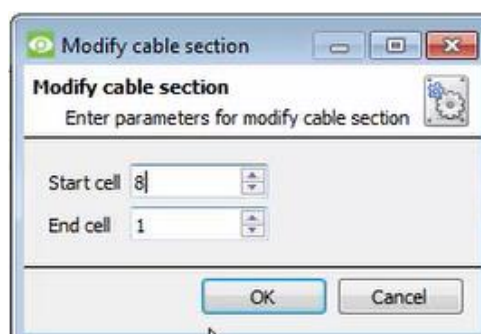 Modify cable section
Modify cable section
Enter parameters for modify cable section
Start cell 8
End cell 1
OK Cancel